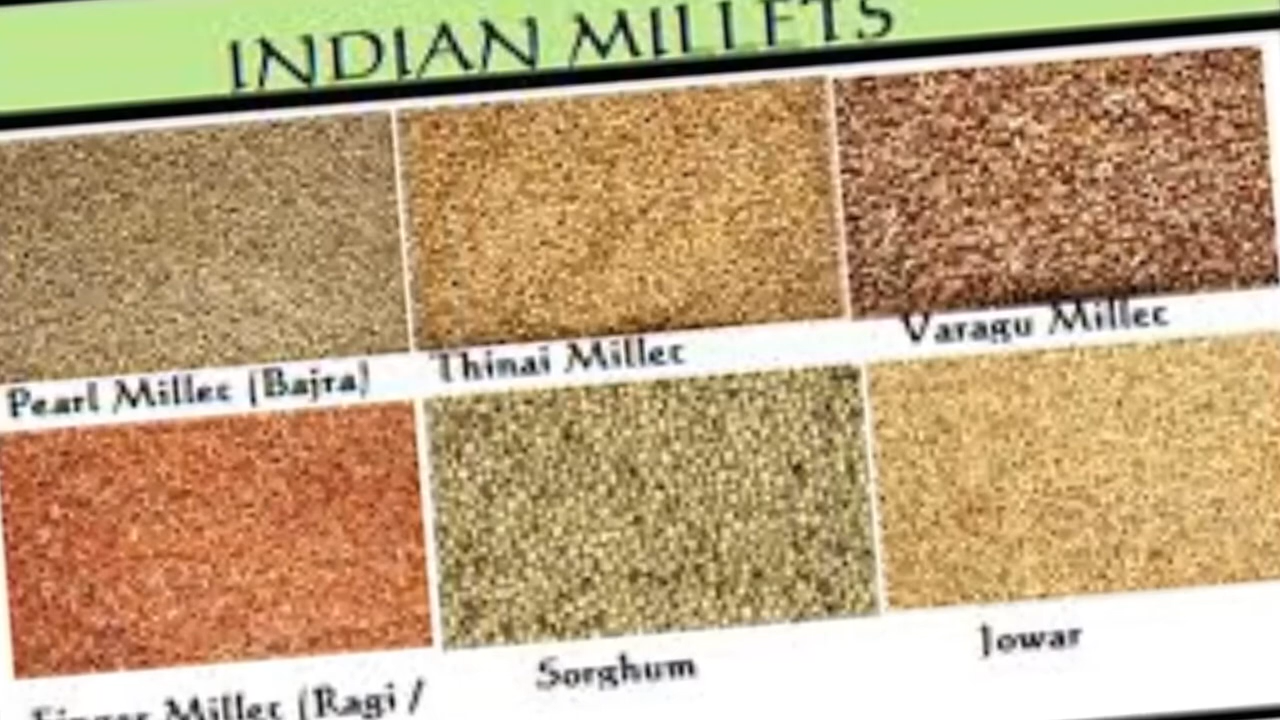 INDIAN MILLETS
Pearl Millet (Bajra)
Thinai Millet
Varagu Millet
Finger Millet (Ragi /
Sorghum
Jowar